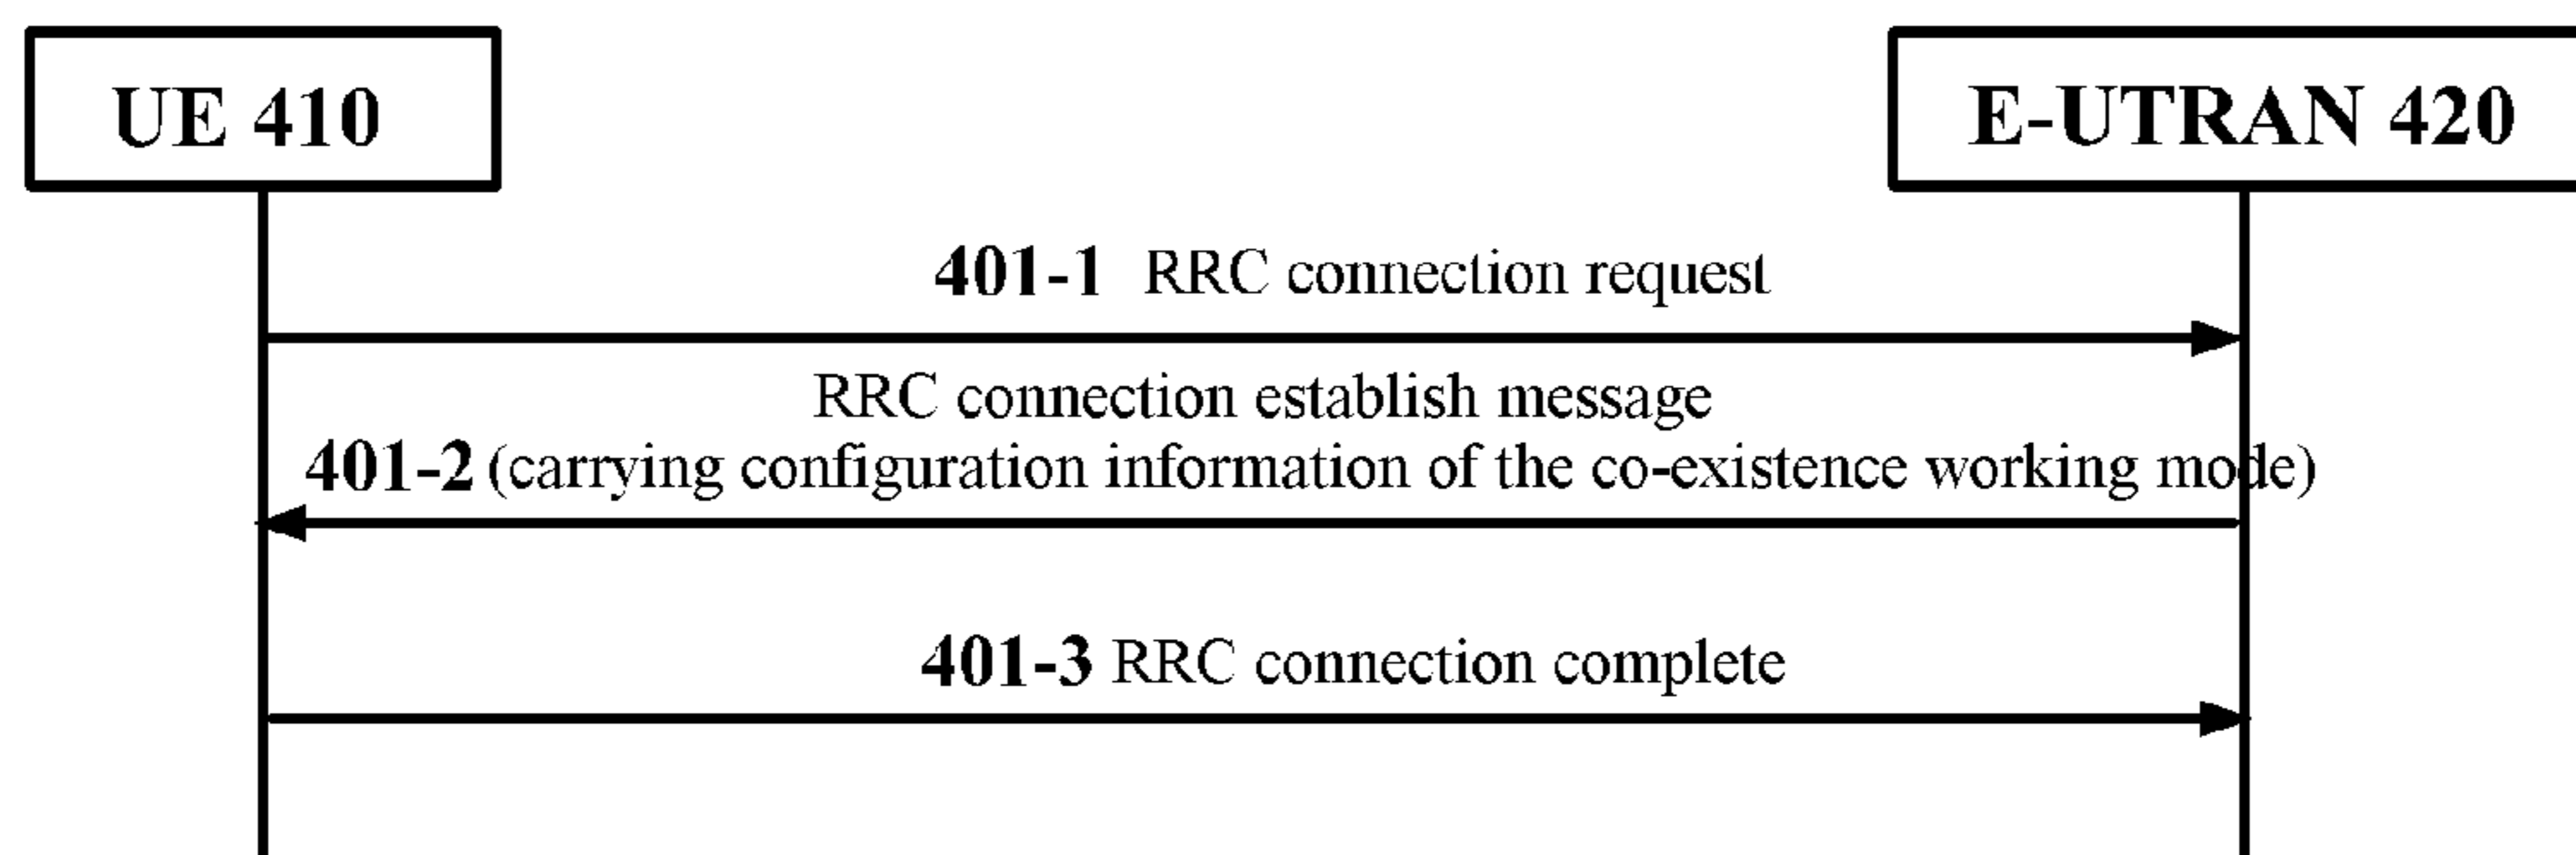 UE 410
E-UTRAN 420
401-1 RRC connection request
RRC connection establish message
401-2 (carrying configuration information of the co-existence working mode)
401-3 RRC connection complete